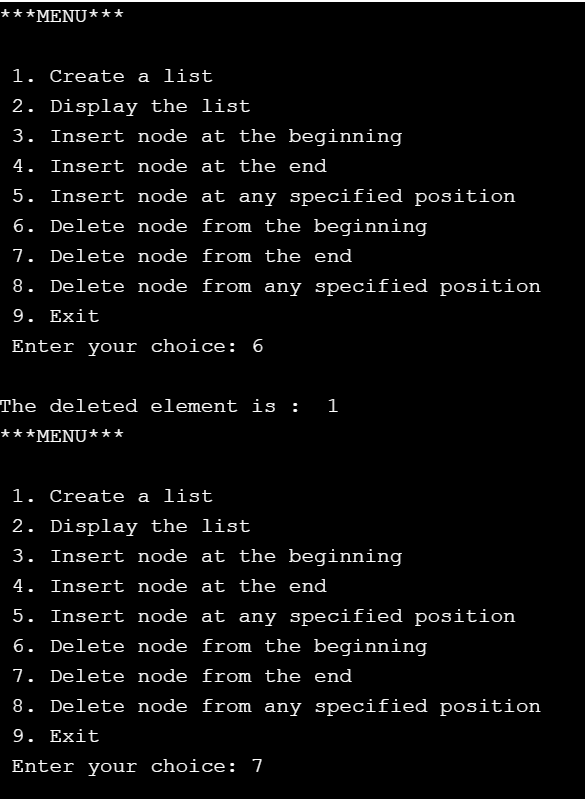 ***MENU***
1. Create a list
2. Display the list
3. Insert node at the beginning
4. Insert node at the end
5. Insert node at any specified position
6. Delete node from the beginning
7. Delete node from the end
8. Delete node from any specified position
9. Exit
Enter your choice: 6
The deleted element is :  1
***MENU***
1. Create a list
2. Display the list
3. Insert node at the beginning
4. Insert node at the end
5. Insert node at any specified position
6. Delete node from the beginning
7. Delete node from the end
8. Delete node from any specified position
9. Exit
Enter your choice: 7